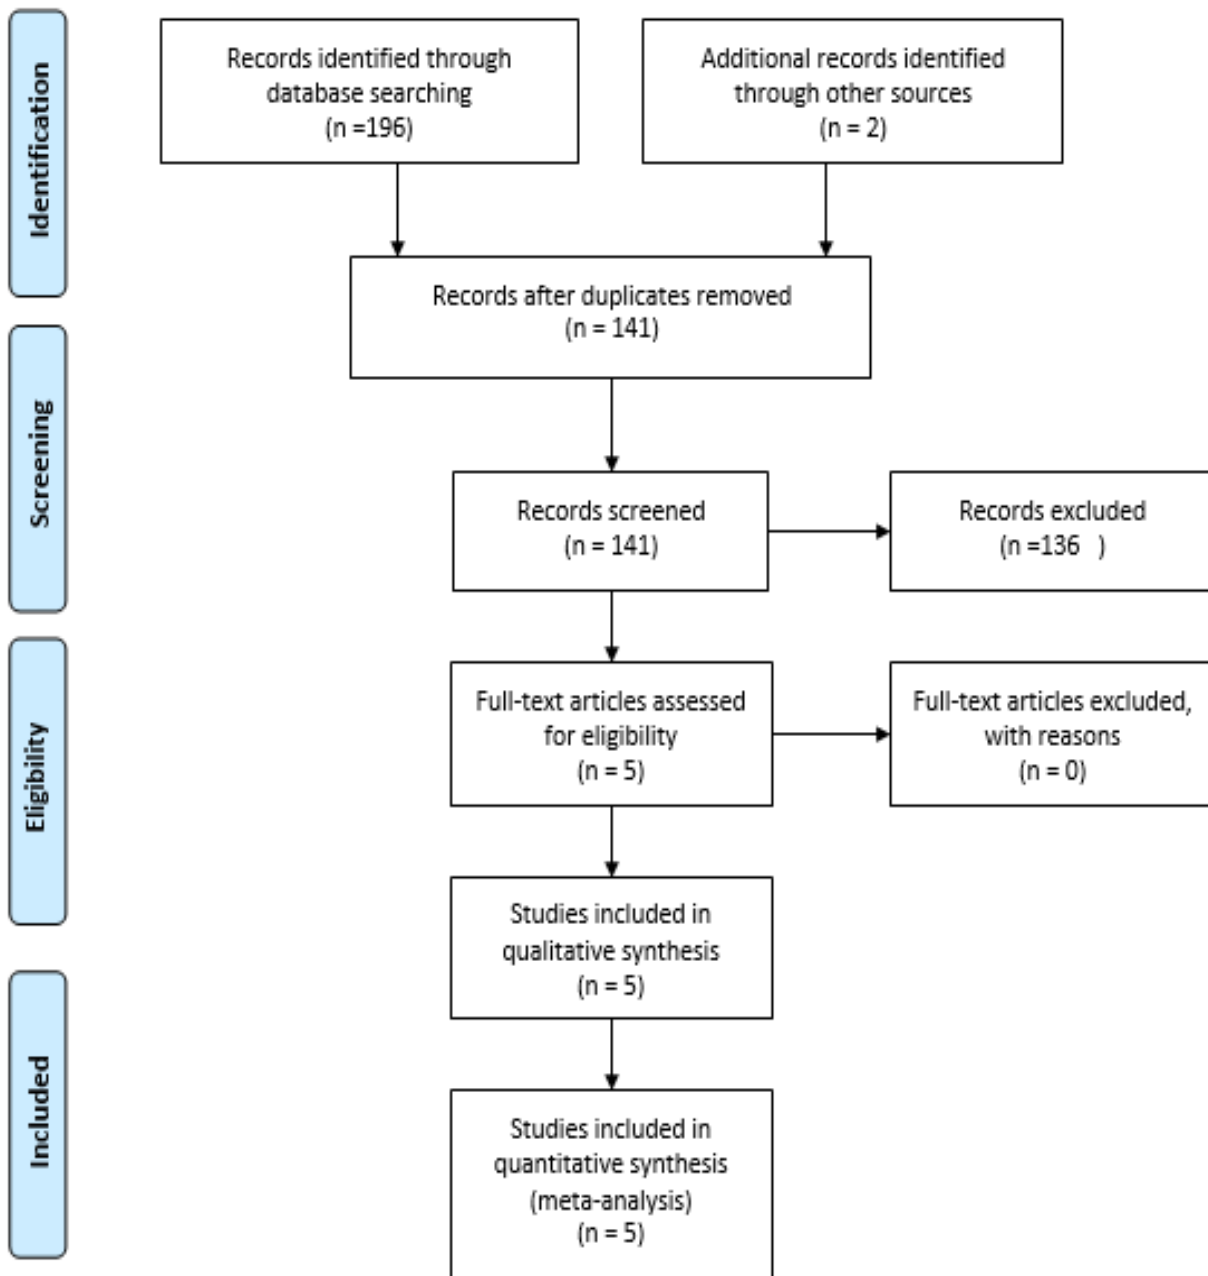 Identification
Records identified through
database searching
(n =196)
Additional records identified
through other sources
(n = 2)
Records after duplicates removed
(n = 141)
Screening
Records screened
(n = 141)
Records excluded
(n =136   )
Eligibility
Full-text articles assessed
for eligibility
(n = 5)
Full-text articles excluded,
with reasons
(n = 0)
Studies included in
qualitative synthesis
(n = 5)
Included
Studies included in
quantitative synthesis
(meta-analysis)
(n = 5)